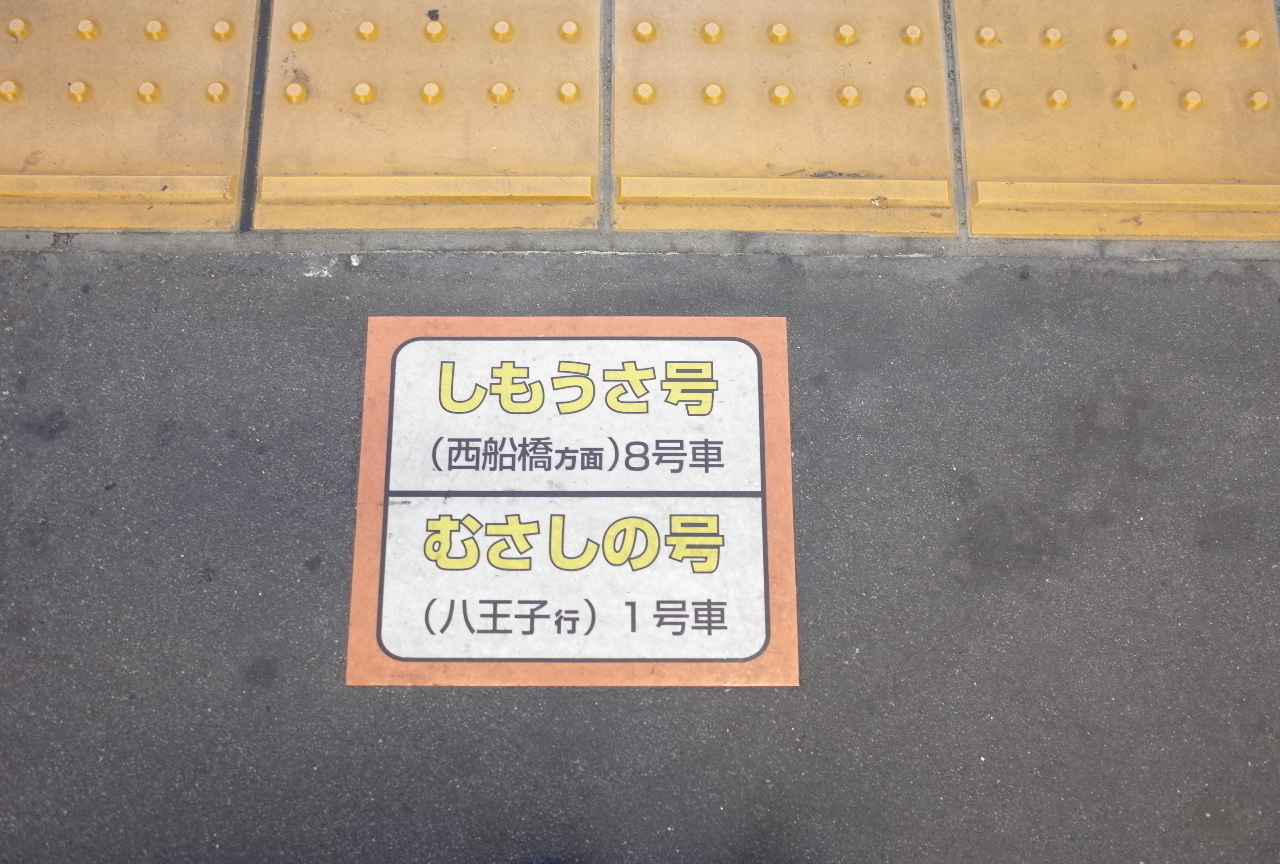 しもうさ号
(西船橋方面)8号車
むさしの号
(八王子行)1号車